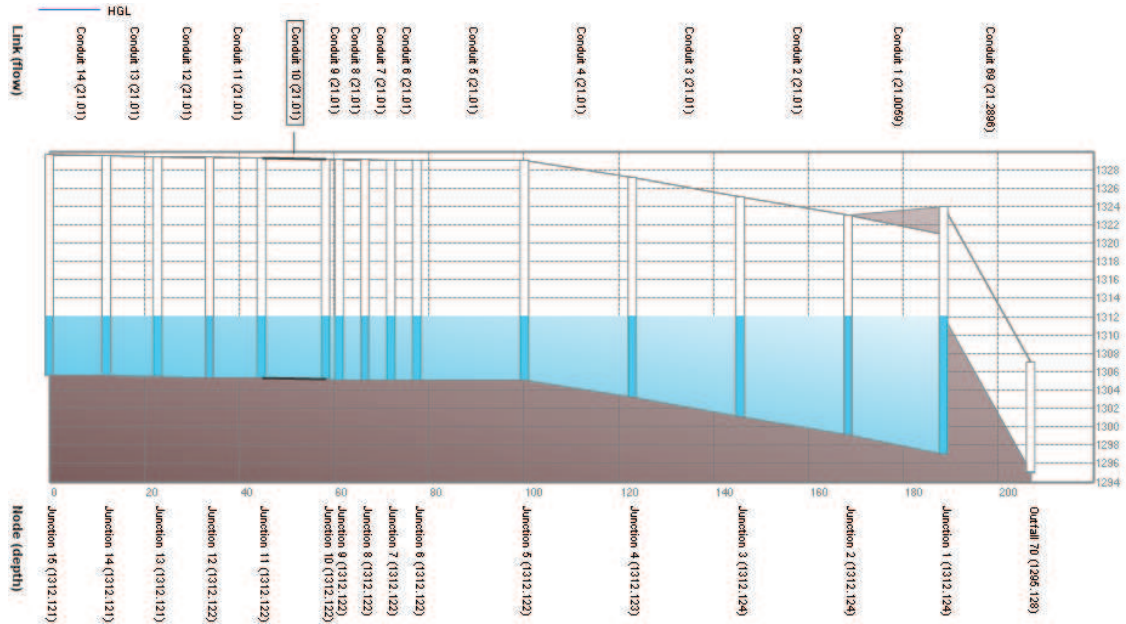 HGL
Link (flow)
Conduit 14 (21.01)
Conduit 13 (21.01)
Conduit 12 (21.01)
Conduit 11 (21.01)
Conduit 10 (21.01)
Conduit 9 (21.01)
Conduit 8 (21.01)
Conduit 7 (21.01)
Conduit 6 (21.01)
Conduit 5 (21.01)
Conduit 4 (21.01)
Conduit 3 (21.01)
Conduit 2 (21.01)
Conduit 1 (21.0059)
Conduit 69 (21.2896)
1328
1326
1324
1322
1320
1318
1316
1314
1312
1310
1308
1306
1304
1302
1300
1298
1296
1294
0 20 40 60 80 100 120 140 160 180 200
Node (depth)
Junction 15 (1312.121)
Junction 14 (1312.121)
Junction 13 (1312.121)
Junction 12 (1312.122)
Junction 11 (1312.122)
Junction 10 (1312.122)
Junction 9 (1312.122)
Junction 8 (1312.122)
Junction 7 (1312.122)
Junction 6 (1312.122)
Junction 5 (1312.122)
Junction 4 (1312.123)
Junction 3 (1312.124)
Junction 2 (1312.124)
Junction 1 (1312.124)
Outfall 70 (1295.128)